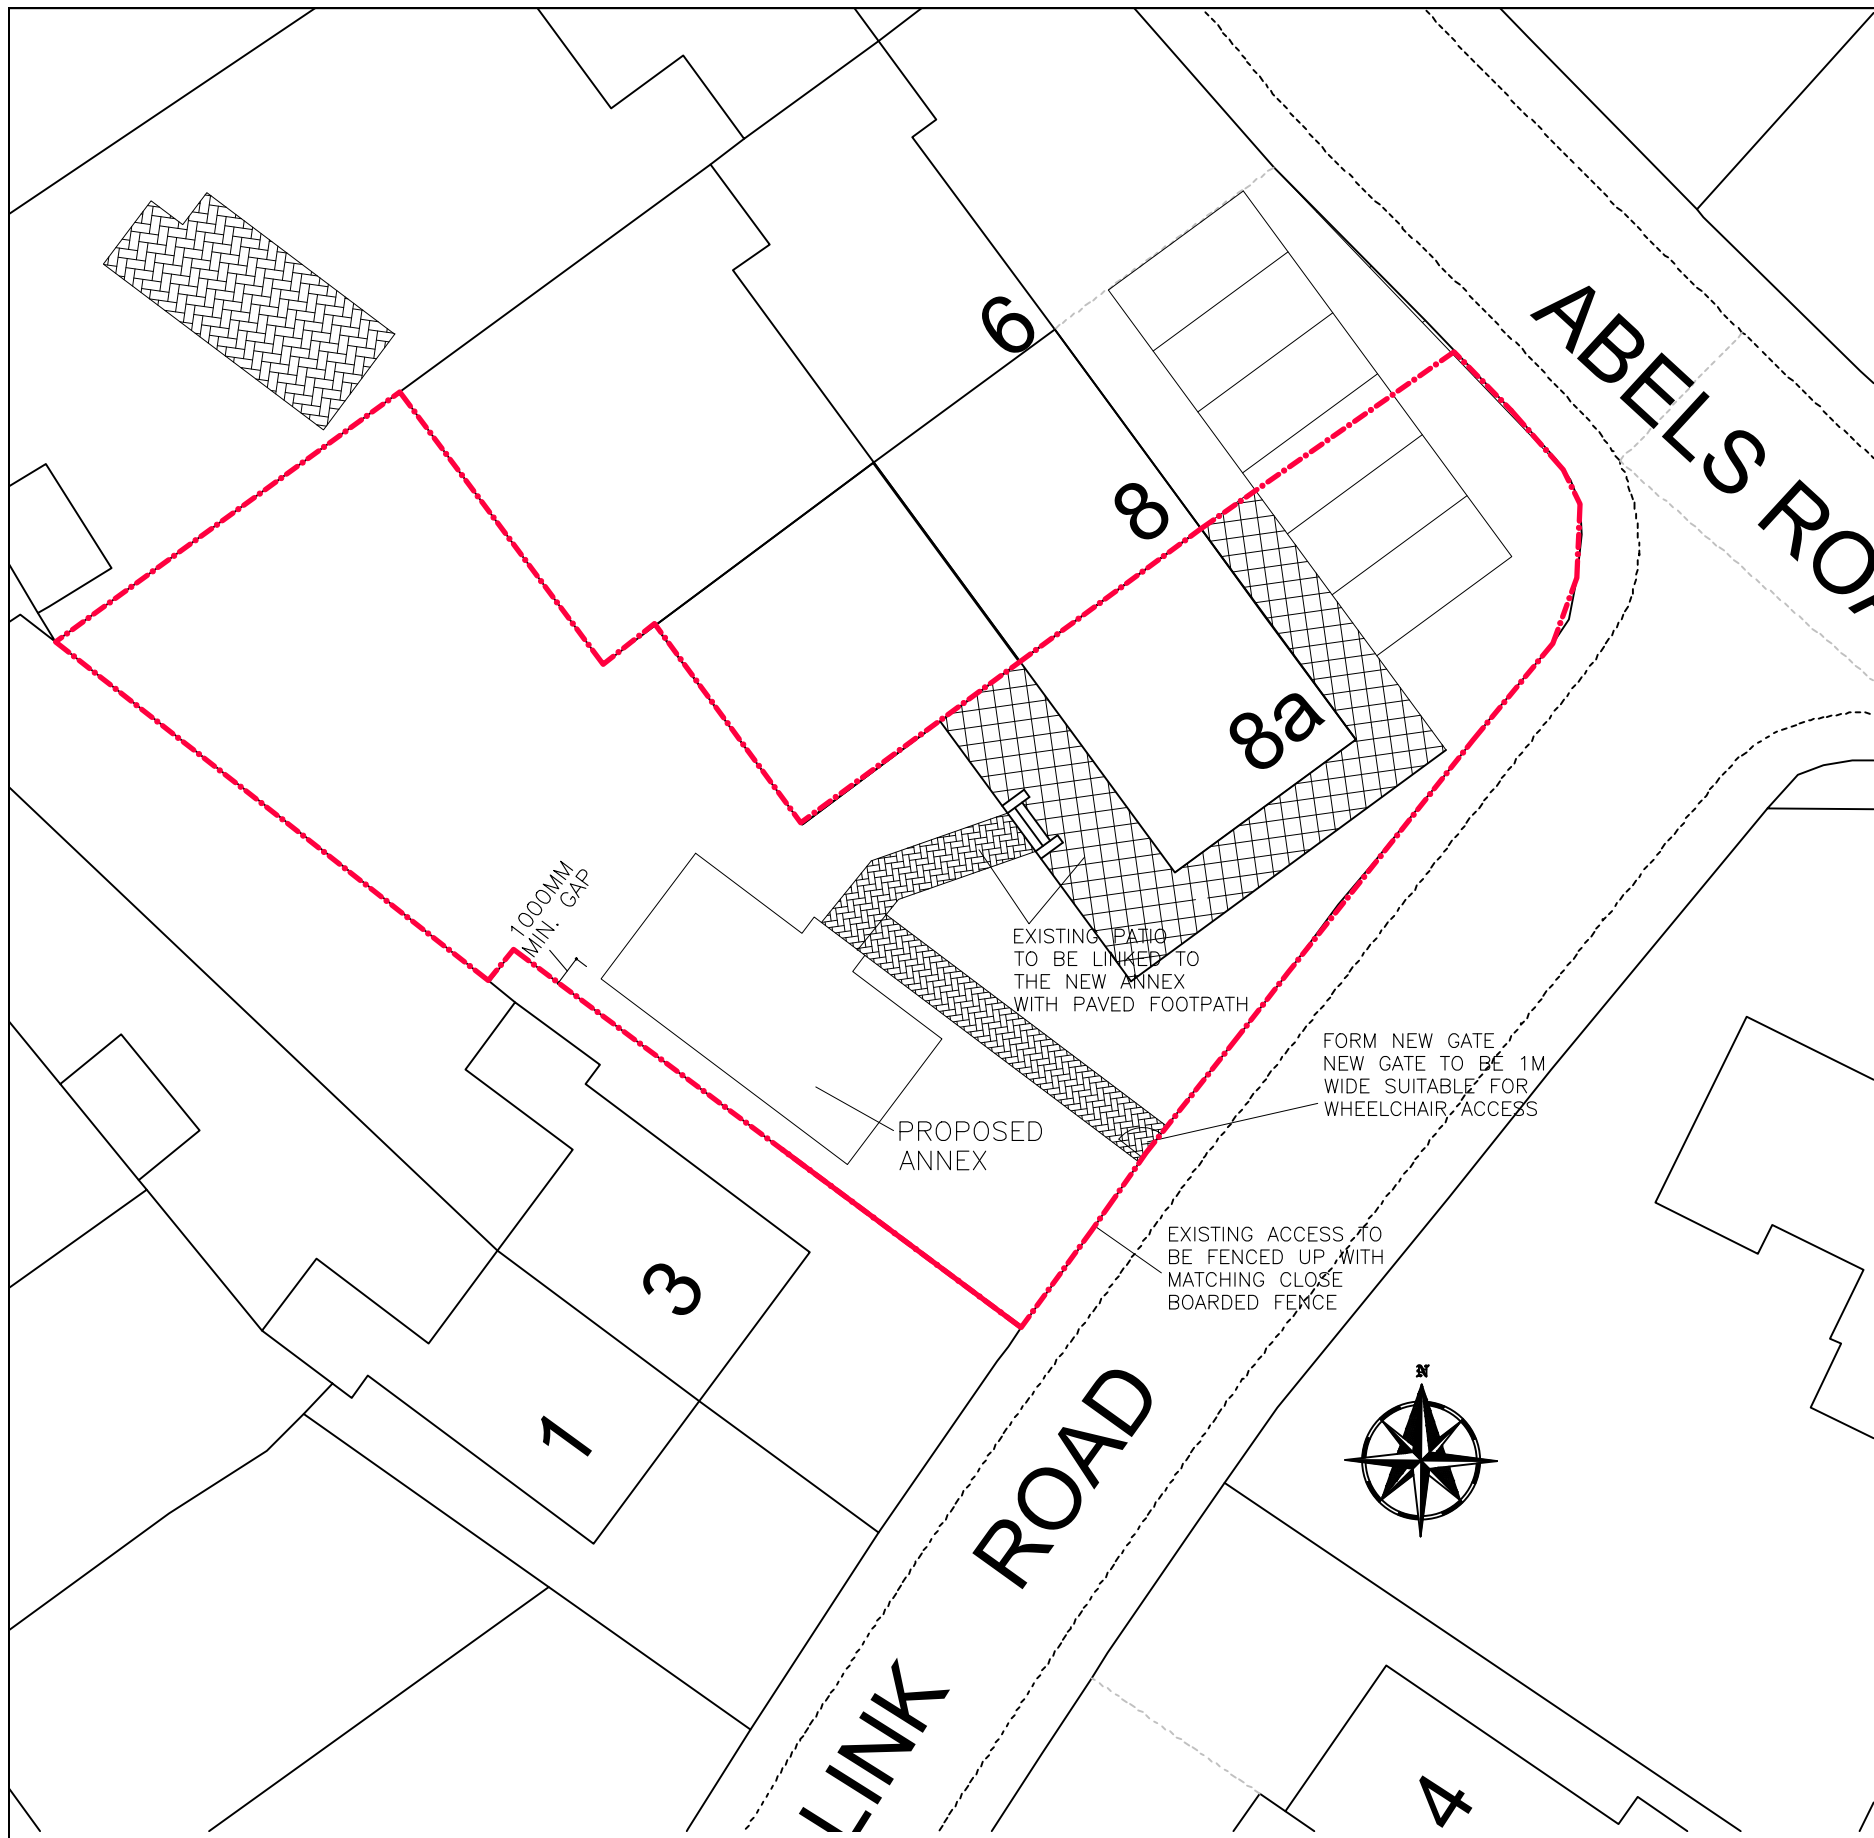 ABELS ROA
6
8
8a
1000MM
MIN. GAP
EXISTING PATIO
TO BE LINKED TO
THE NEW ANNEX
WITH PAVED FOOTPATH
FORM NEW GATE
NEW GATE TO BE 1M
WIDE SUITABLE FOR
WHEELCHAIR ACCESS
PROPOSED
ANNEX
EXISTING ACCESS TO
BE FENCED UP WITH
MATCHING CLOSE
BOARDED FENCE
3
1
N
LINK ROAD
4